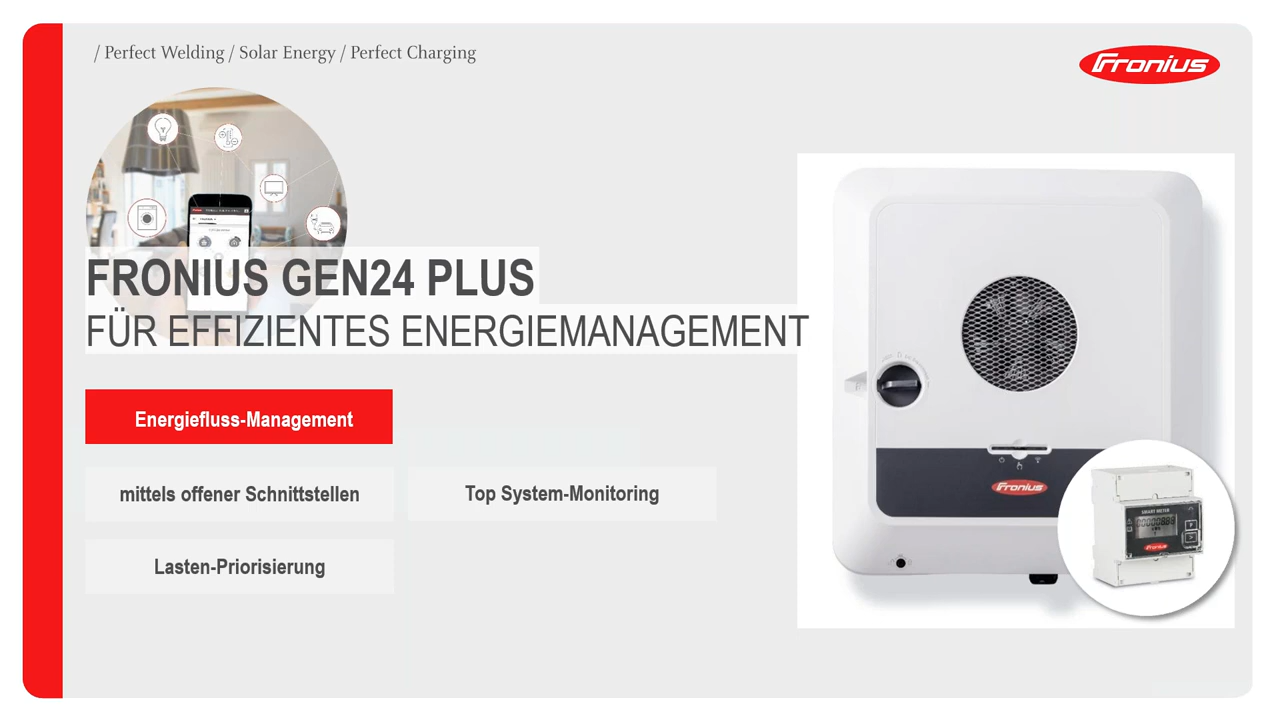 / Perfect Welding / Solar Energy / Perfect Charging
Fronius
FRONIUS GEN24 PLUS
FÜR EFFIZIENTES ENERGIEMANAGEMENT
Energiefluss-Management
mittels offener Schnittstellen
Top System-Monitoring
Lasten-Priorisierung
Fronius
SMART METER
Fronius